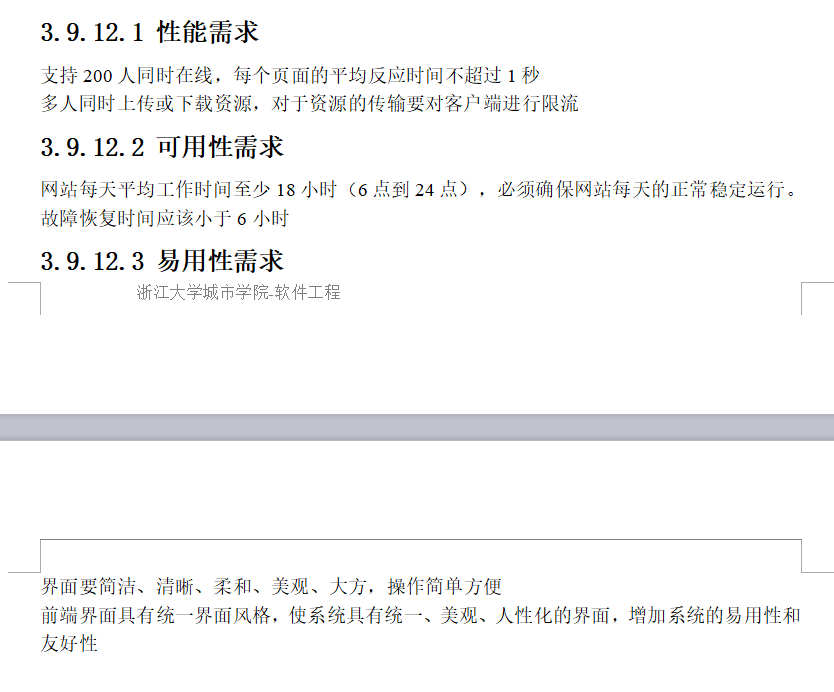 3.9.12.1 性能需求
支持 200 人同时在线，每个页面的平均反应时间不超过 1 秒
多人同时上传或下载资源，对于资源的传输要对客户端进行限流
3.9.12.2 可用性需求
网站每天平均工作时间至少 18 小时（6 点到 24 点），必须确保网站每天的正常稳定运行。
故障恢复时间应该小于 6 小时
3.9.12.3 易用性需求
浙江大学城市学院-软件工程
界面要简洁、清晰、柔和、美观、大方，操作简单方便
前端界面具有统一界面风格，使系统具有统一、美观、人性化的界面，增加系统的易用性和
友好性